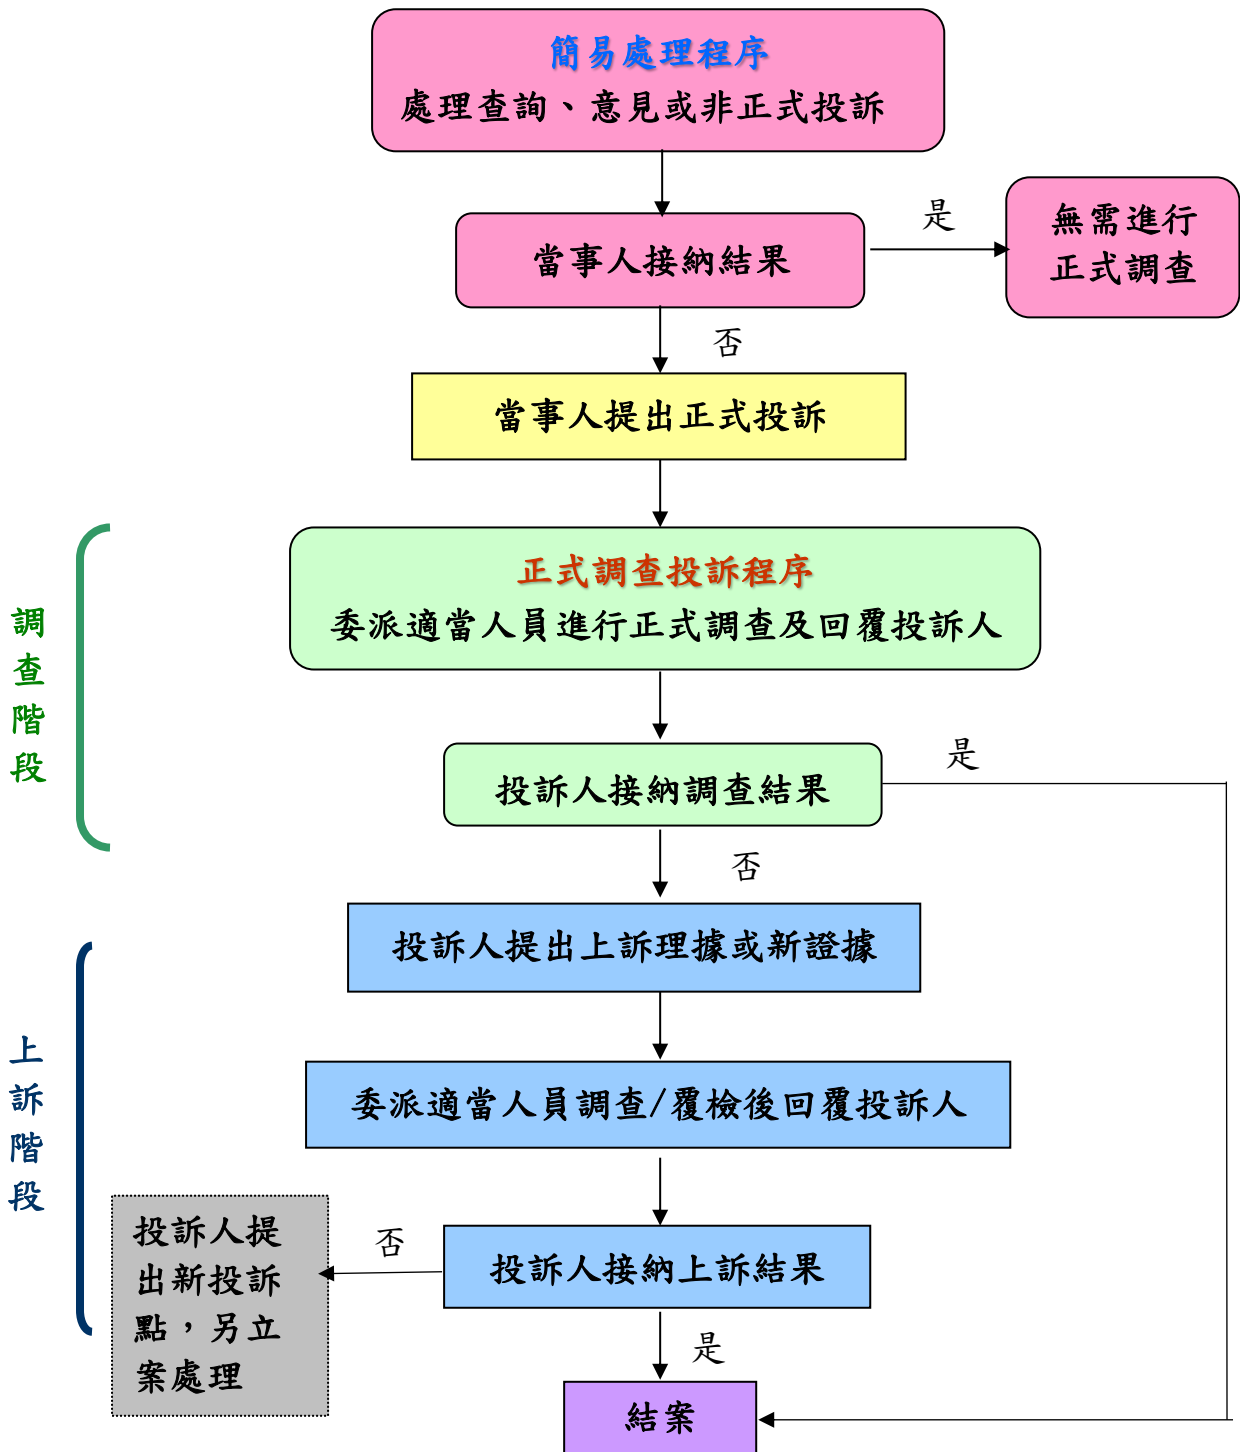 簡易處理程序
處理查詢、意見或非正式投訴
是
無需進行
正式調查
當事人接納結果
否
當事人提出正式投訴
調
查
階
段
正式調查投訴程序
委派適當人員進行正式調查及回覆投訴人
是
投訴人接納調查結果
否
投訴人提出上訴理據或新證據
上
訴
階
段
委派適當人員調查/覆檢後回覆投訴人
投訴人提
出新投訴
點，另立
案處理
否
投訴人接納上訴結果
是
結案